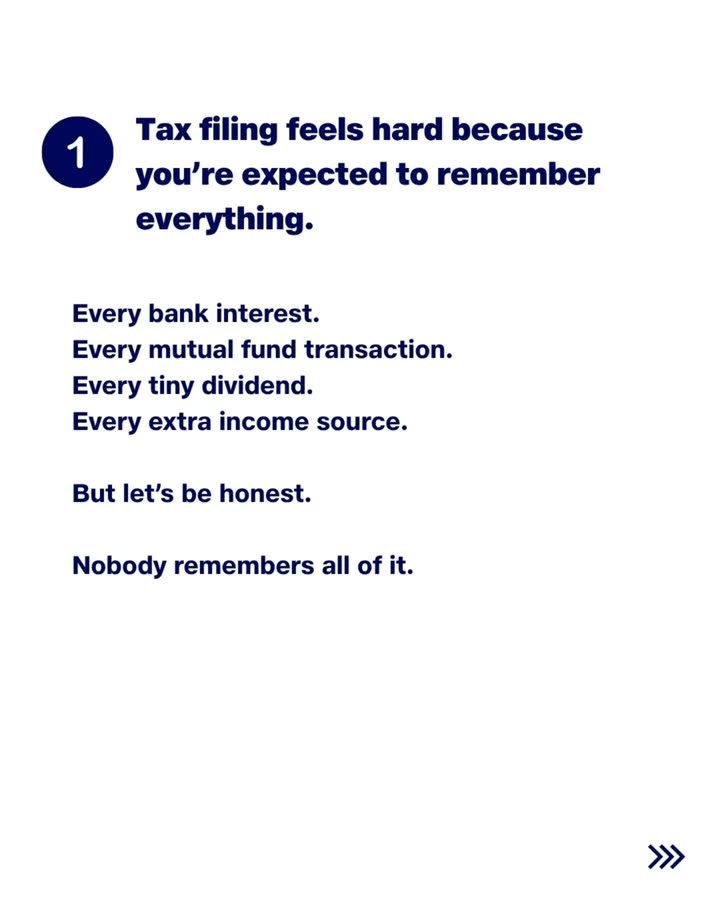 1
Tax filing feels hard because
you’re expected to remember
everything.
Every bank interest.
Every mutual fund transaction.
Every tiny dividend.
Every extra income source.
But let’s be honest.
Nobody remembers all of it.